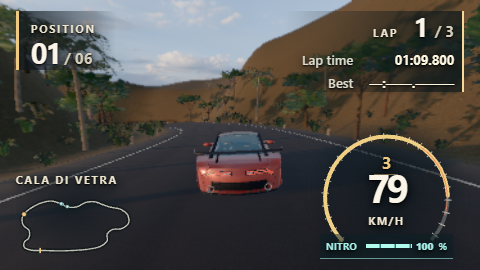 POSITION
01 / 06
LAP 1 / 3
Lap time 01:09.800
Best --:--.---
CALA DI VETRA
3
79
KM/H
NITRO 100 %